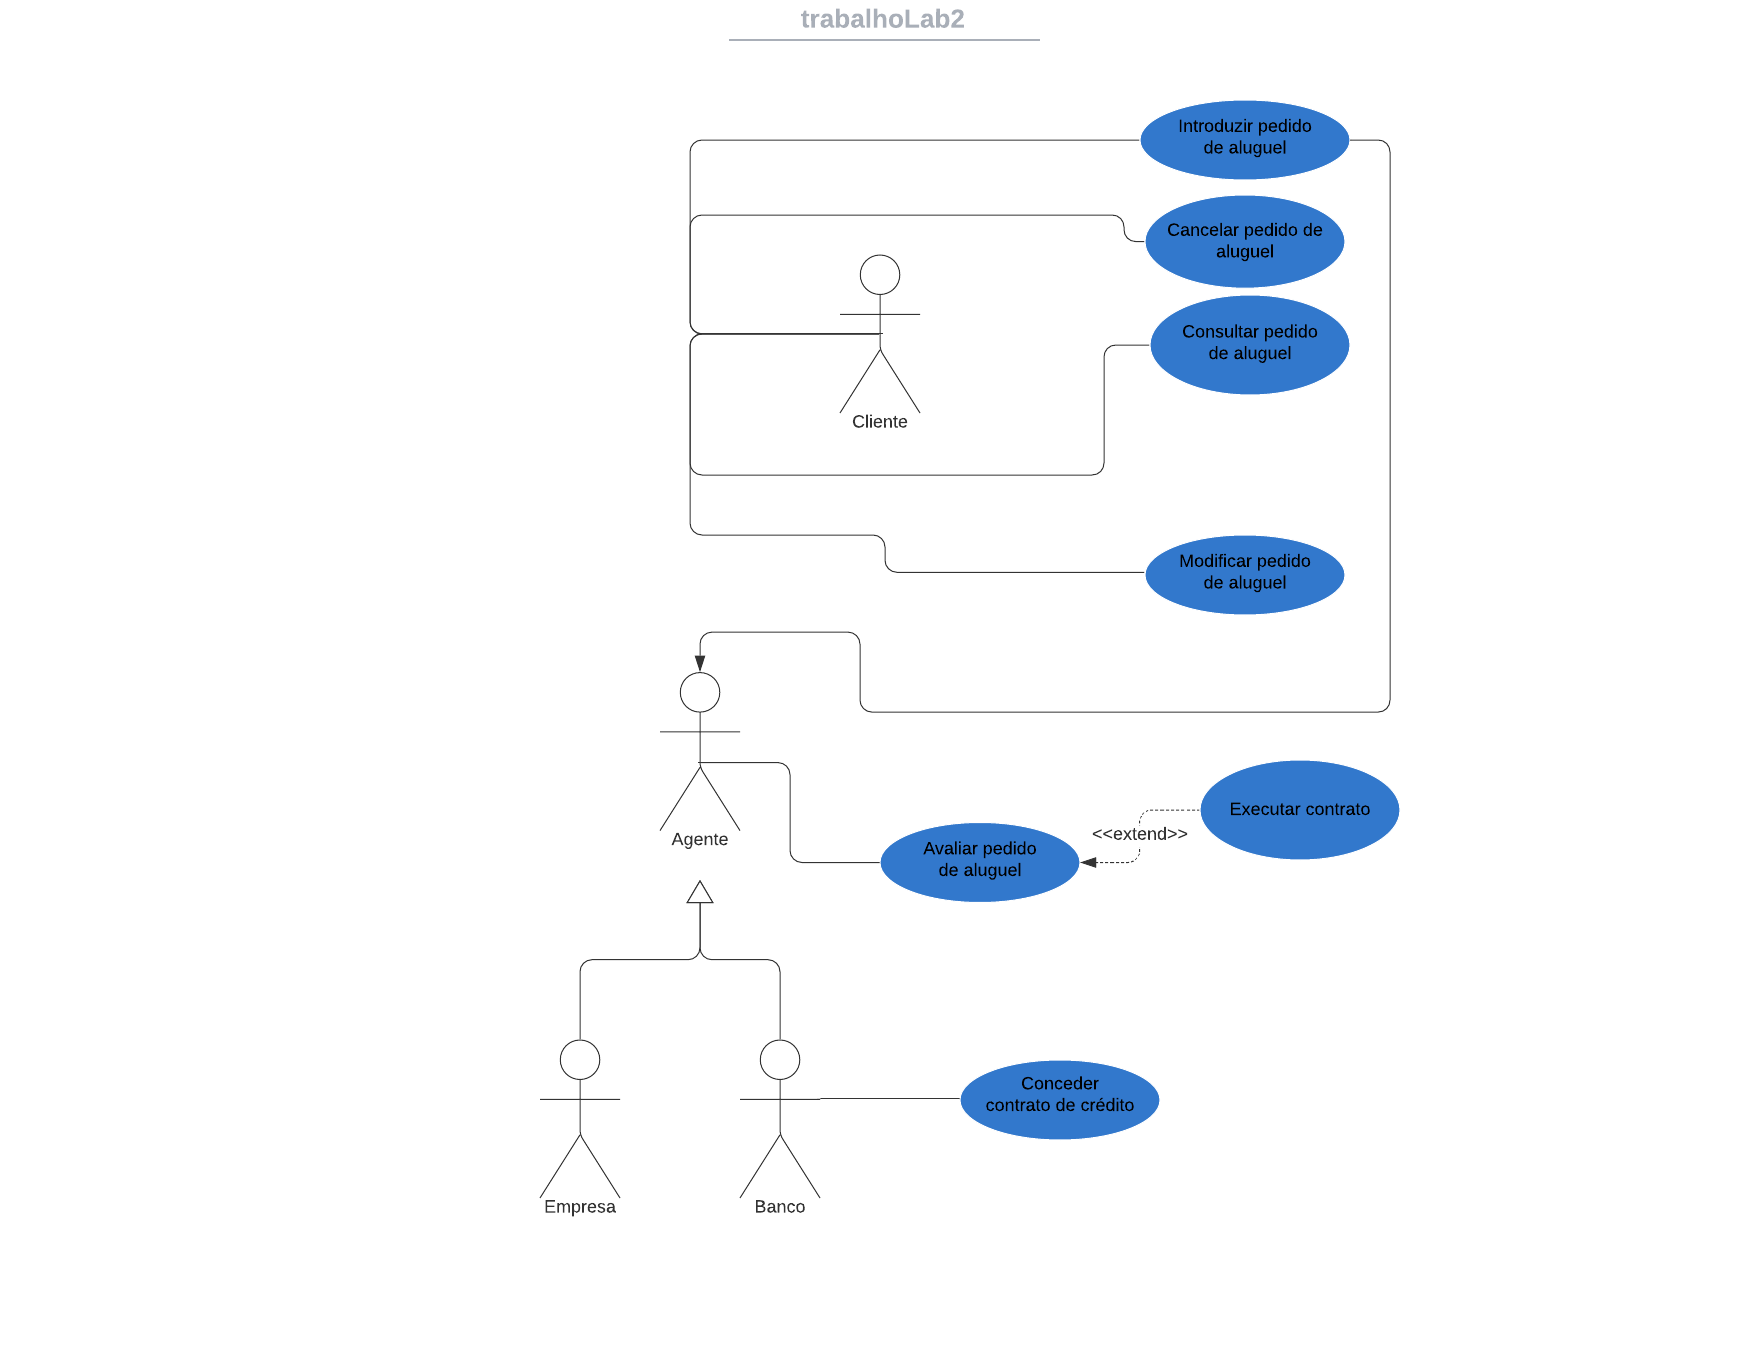 trabalhoLab2
Introduzir pedido
de aluguel
Cancelar pedido de
aluguel
Consultar pedido
de aluguel
Cliente
Modificar pedido
de aluguel
Agente
Executar contrato
<<extend>>
Avaliar pedido
de aluguel
Conceder
contrato de crédito
Empresa
Banco